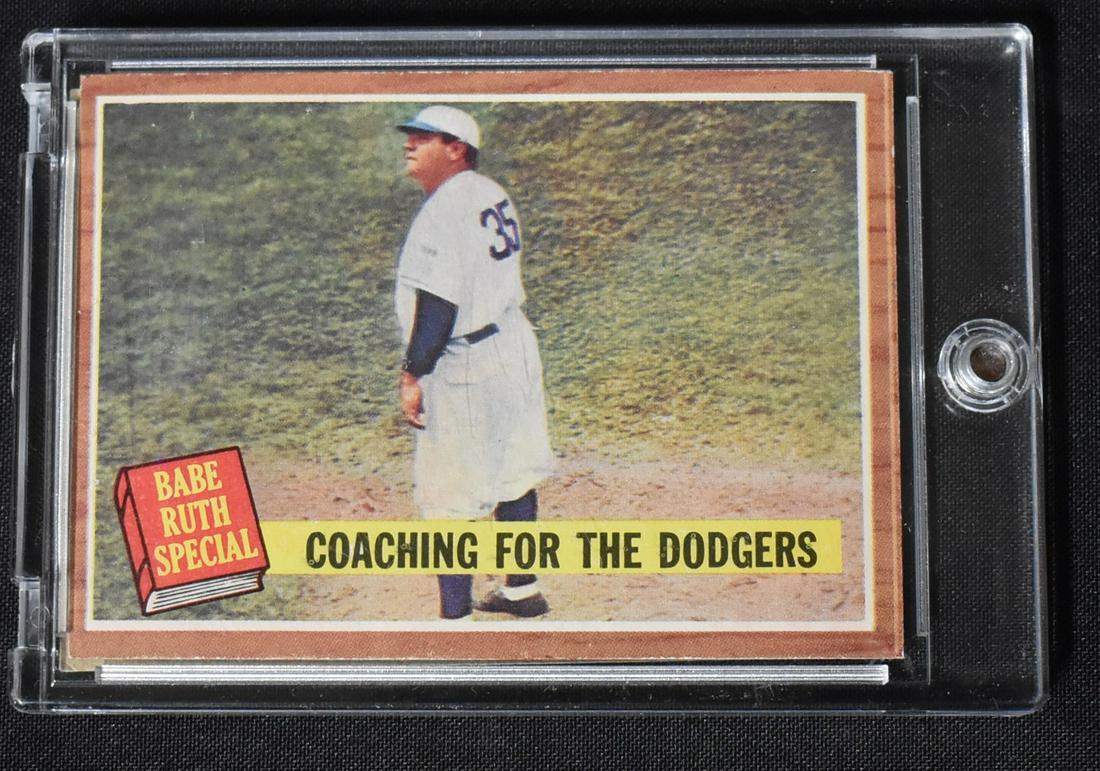 35
BABE
RUTH
SPECIAL
COACHING FOR THE DODGERS